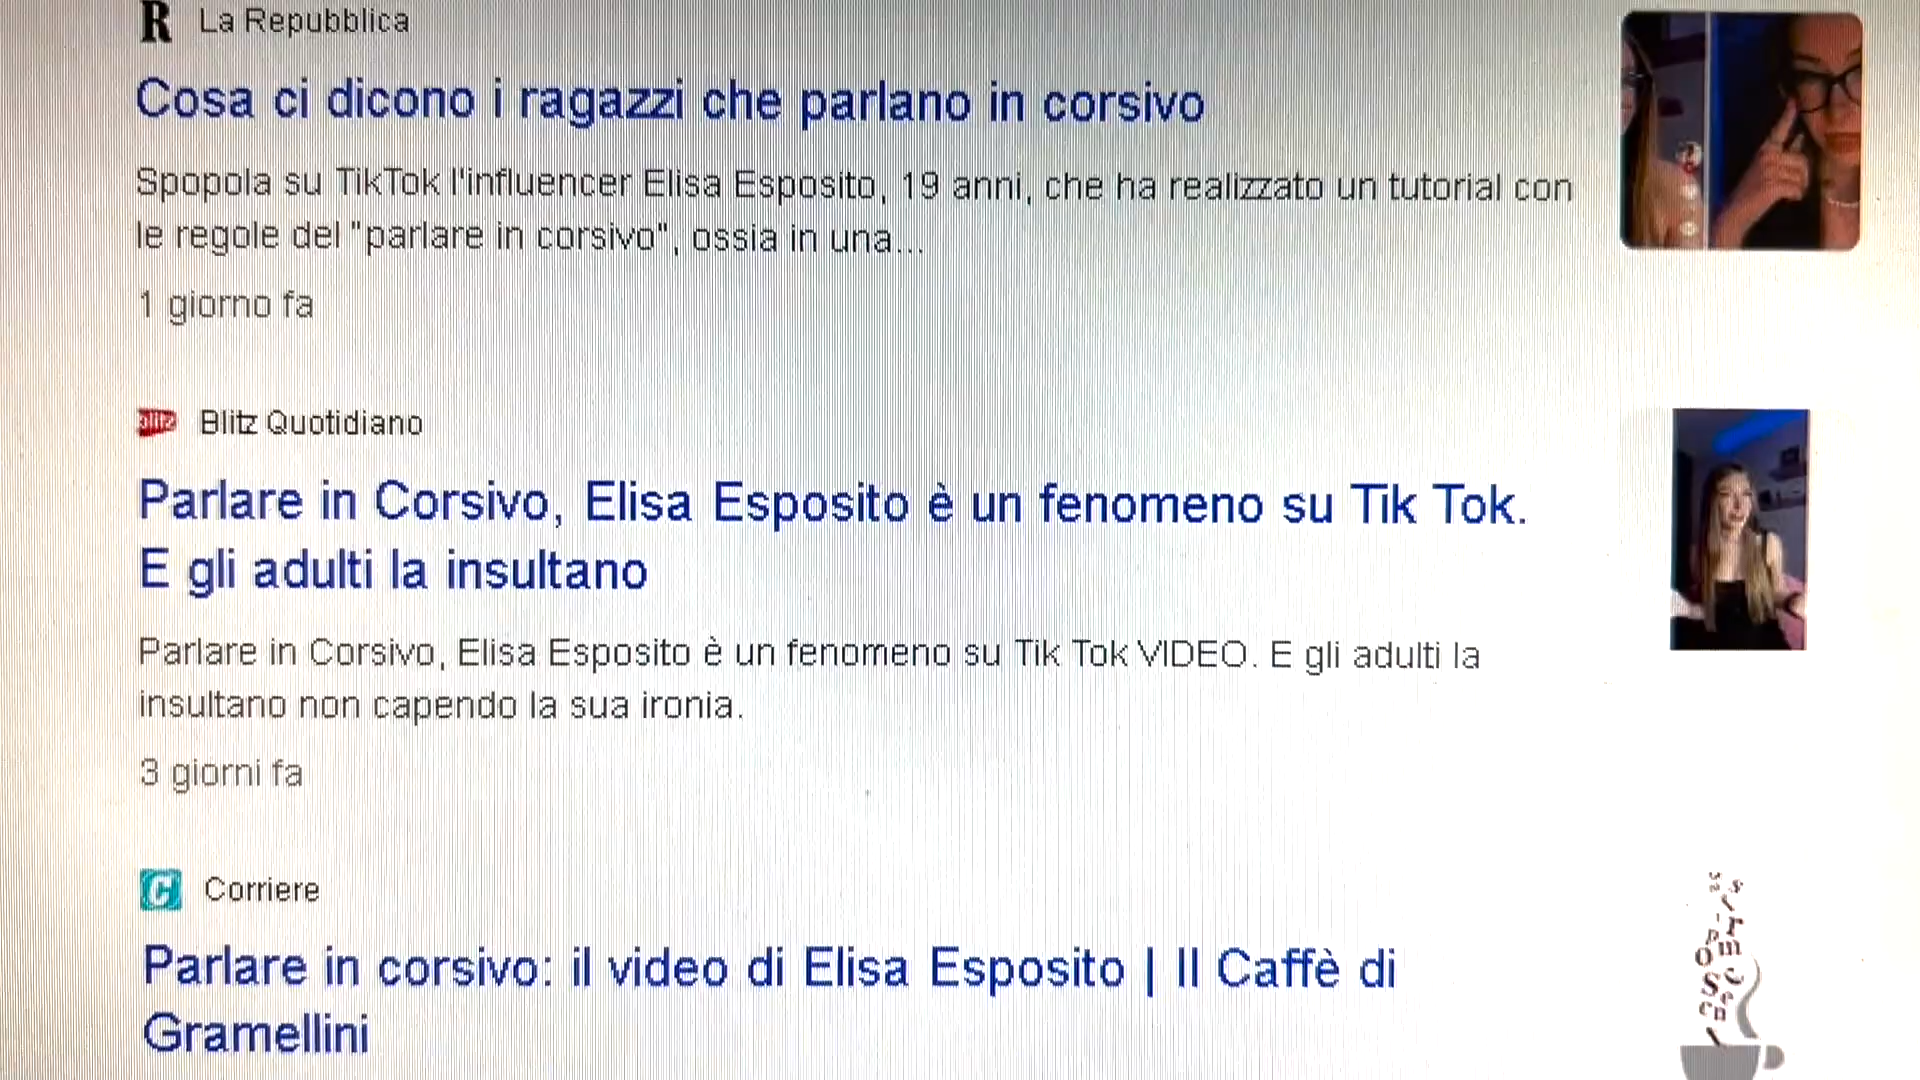 R La Repubblica
Cosa ci dicono i ragazzi che parlano in corsivo
Spopola su TikTok l'influencer Elisa Esposito, 19 anni, che ha realizzato un tutorial con
le regole del "parlare in corsivo", ossia in una...
1 giorno fa
blitz Blitz Quotidiano
Parlare in Corsivo, Elisa Esposito è un fenomeno su Tik Tok.
E gli adulti la insultano
Parlare in Corsivo, Elisa Esposito è un fenomeno su Tik Tok VIDEO. E gli adulti la
insultano non capendo la sua ironia.
3 giorni fa
C Corriere
Parlare in corsivo: il video di Elisa Esposito | Il Caffè di
Gramellini